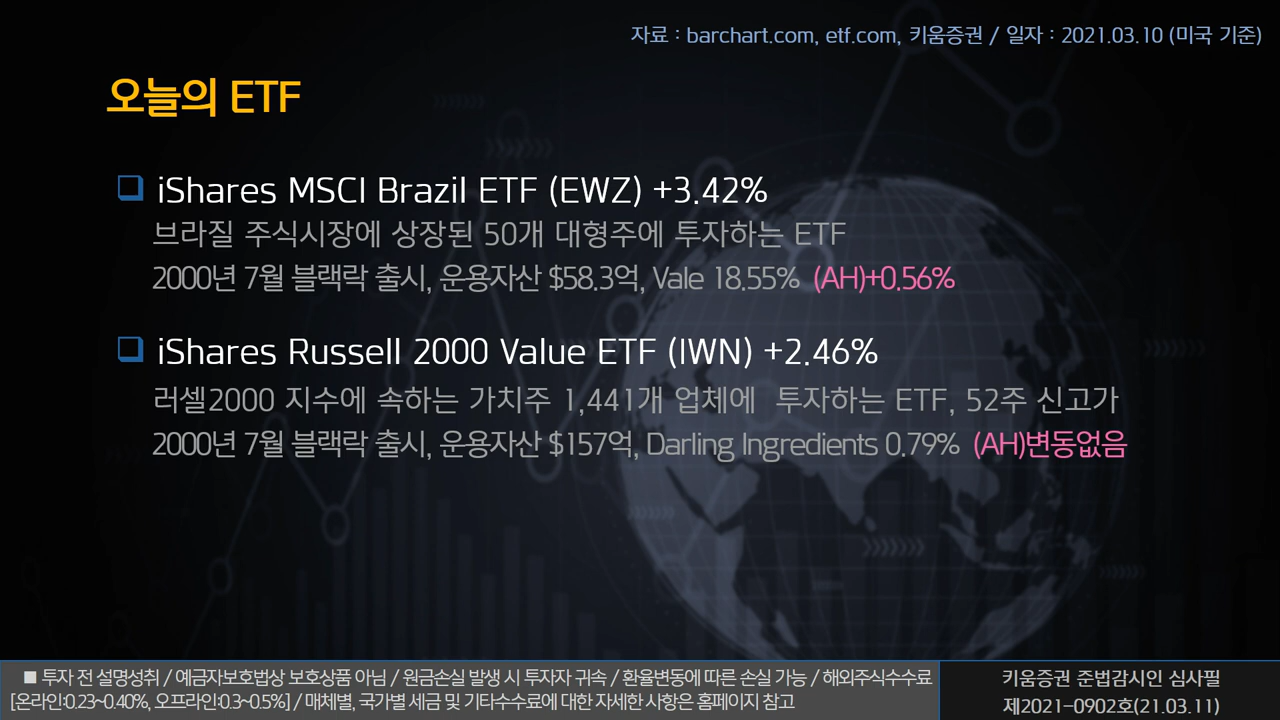 자료 : barchart.com, etf.com, 키움증권 / 일자 : 2021.03.10 (미국 기준)
오늘의 ETF
❑ iShares MSCI Brazil ETF (EWZ) +3.42%
브라질 주식시장에 상장된 50개 대형주에 투자하는 ETF
2000년 7월 블랙락 출시, 운용자산 $58.3억, Vale 18.55% (AH)+0.56%
❑ iShares Russell 2000 Value ETF (IWN) +2.46%
러셀2000 지수에 속하는 가치주 1,441개 업체에 투자하는 ETF, 52주 신고가
2000년 7월 블랙락 출시, 운용자산 $157억, Darling Ingredients 0.79% (AH)변동없음
■ 투자 전 설명성취 / 예금자보호법상 보호상품 아님 / 원금손실 발생 시 투자자 귀속 / 환율변동에 따른 손실 가능 / 해외주식수수료
[온라인:0.23~0.40%, 오프라인:0.3~0.5%] / 매체별, 국가별 세금 및 기타수수료에 대한 자세한 사항은 홈페이지 참고
키움증권 준법감시인 심사필
제2021-0902호(21.03.11)